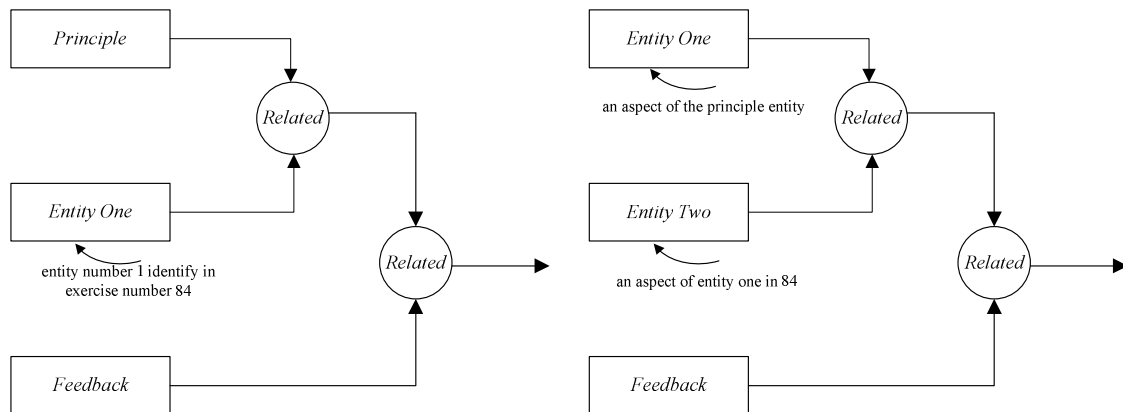 Principle
Related
Entity One
entity number 1 identify in
exercise number 84
Related
Feedback
Entity One
an aspect of the principle entity
Related
Entity Two
an aspect of entity one in 84
Related
Feedback